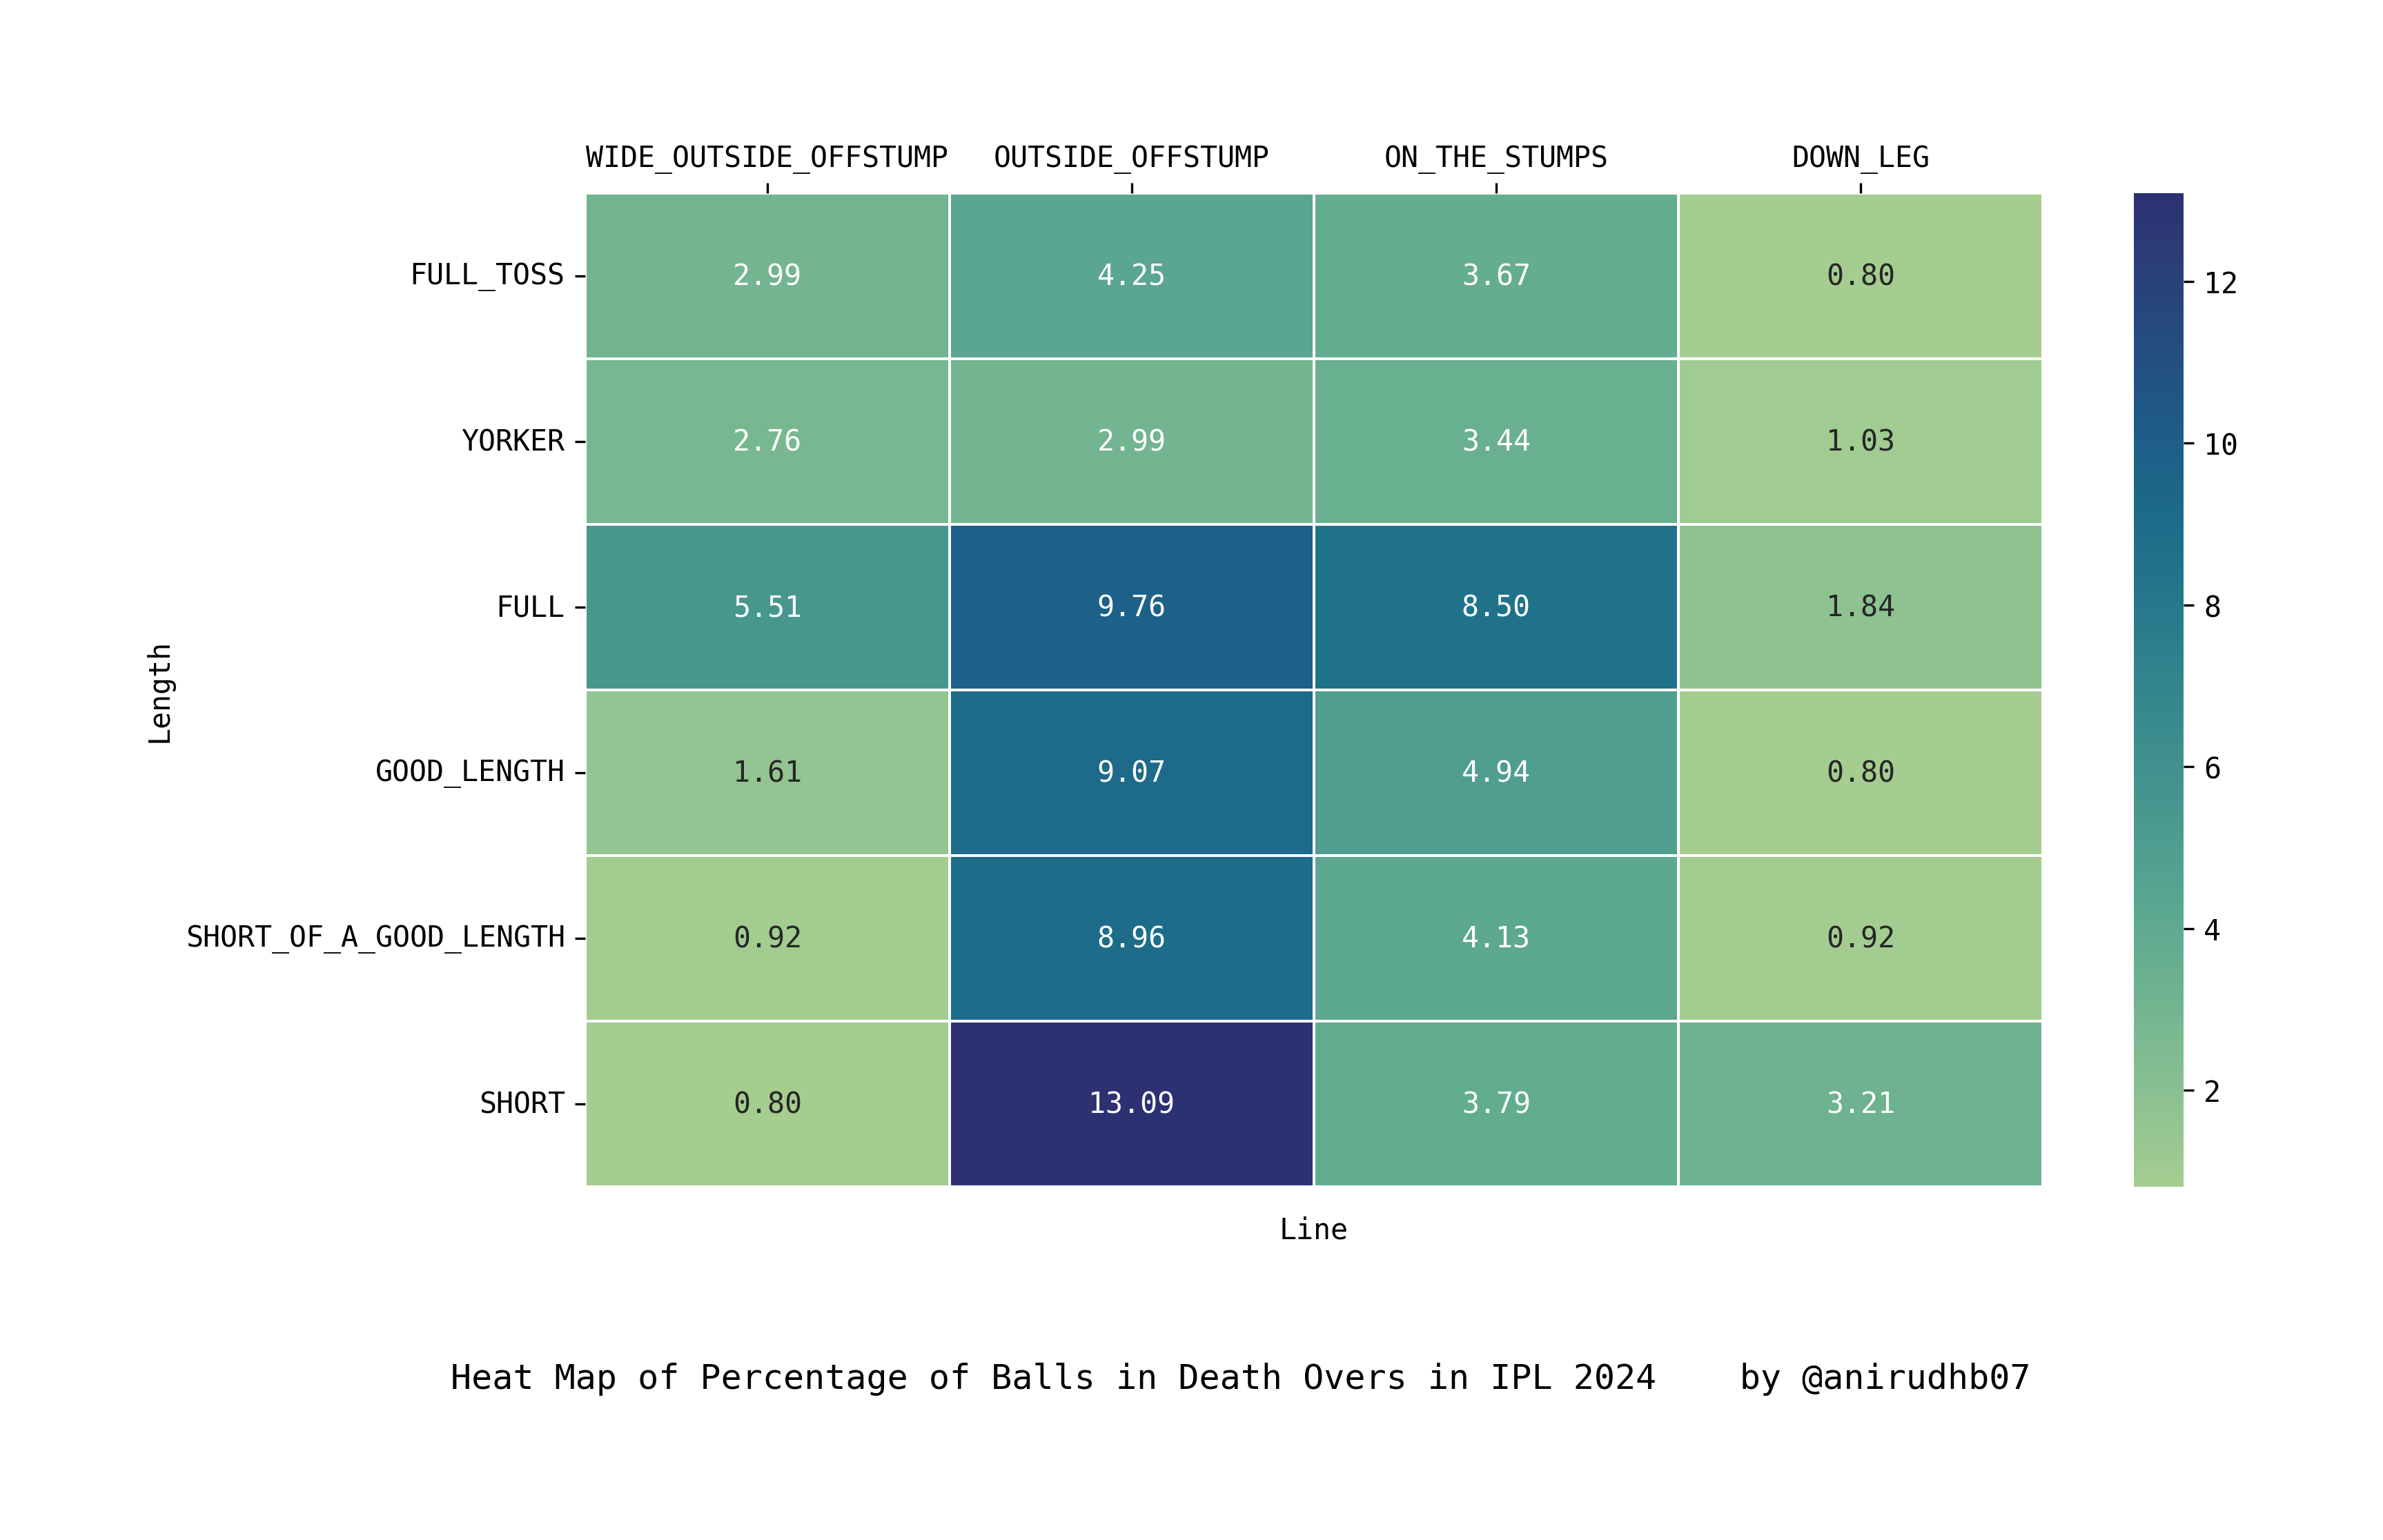 WIDE_OUTSIDE_OFFSTUMP OUTSIDE_OFFSTUMP ON_THE_STUMPS DOWN_LEG
FULL_TOSS 2.99 4.25 3.67 0.80
YORKER 2.76 2.99 3.44 1.03
FULL 5.51 9.76 8.50 1.84
GOOD_LENGTH 1.61 9.07 4.94 0.80
SHORT_OF_A_GOOD_LENGTH 0.92 8.96 4.13 0.92
SHORT 0.80 13.09 3.79 3.21
Length
Line
12
10
8
6
4
2
Heat Map of Percentage of Balls in Death Overs in IPL 2024 by @anirudhb07